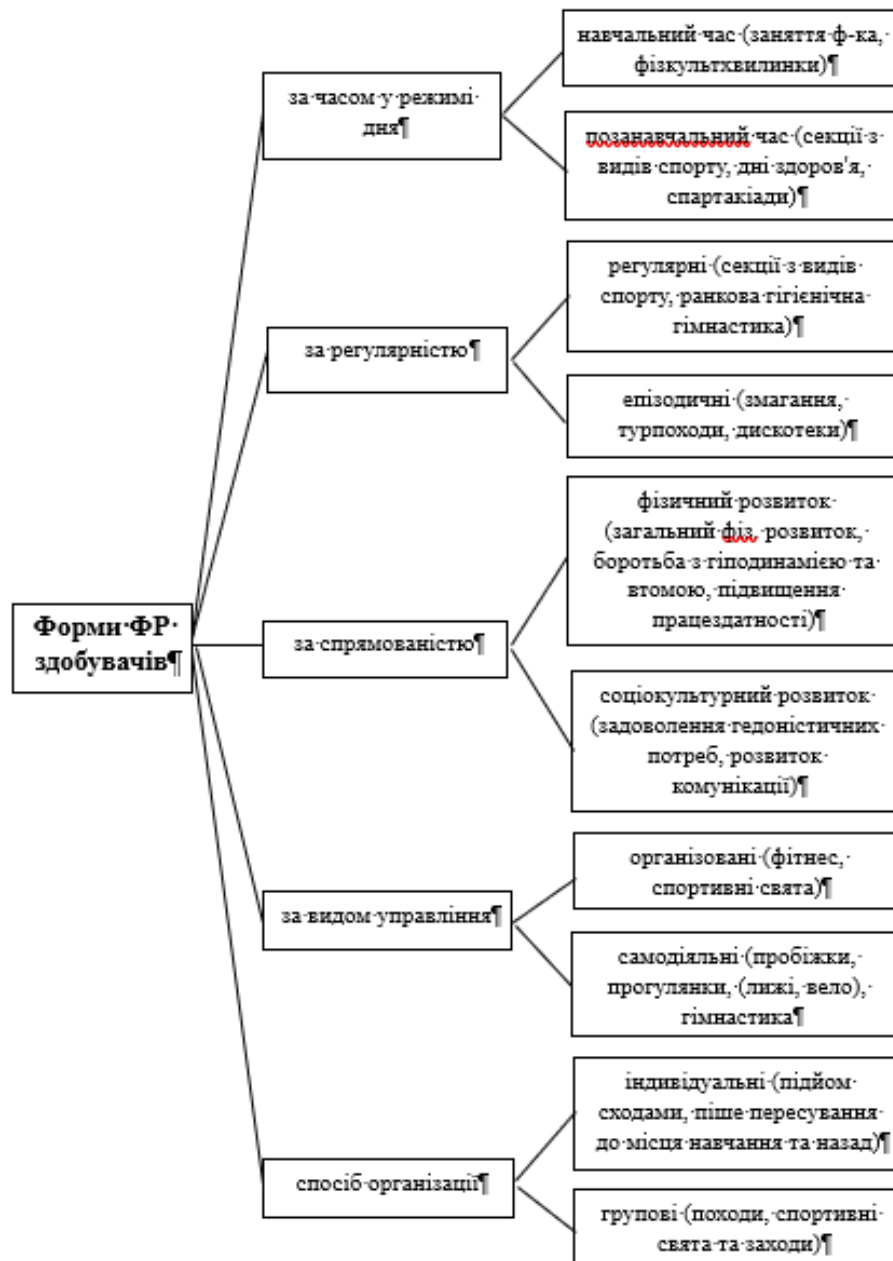 Форми ФР
здобувачів
за часом у режимі
дня
навчальний час (заняття ф-ка,
фізкультхвилинки)
позанавчальний час (секції з
видів спорту, дні здоров'я,
спартакіади)
за регулярністю
регулярні (секції з видів
спорту, ранкова гігієнічна
гімнастика)
епізодичні (змагання,
турпоходи, дискотеки)
за спрямованістю
фізичний розвиток
(загальний фіз. розвиток,
боротьба з гіподинамією та
втомою, підвищення
працездатності)
соціокультурний розвиток
(задоволення гедоністичних
потреб, розвиток
комунікації)
за видом управління
організовані (фітнес,
спортивні свята)
самодіяльні (пробіжки,
прогулянки, (лижі, вело),
гімнастика
спосіб організації
індивідуальні (підйом
сходами, піше пересування
до місця навчання та назад)
групові (походи, спортивні
свята та заходи)